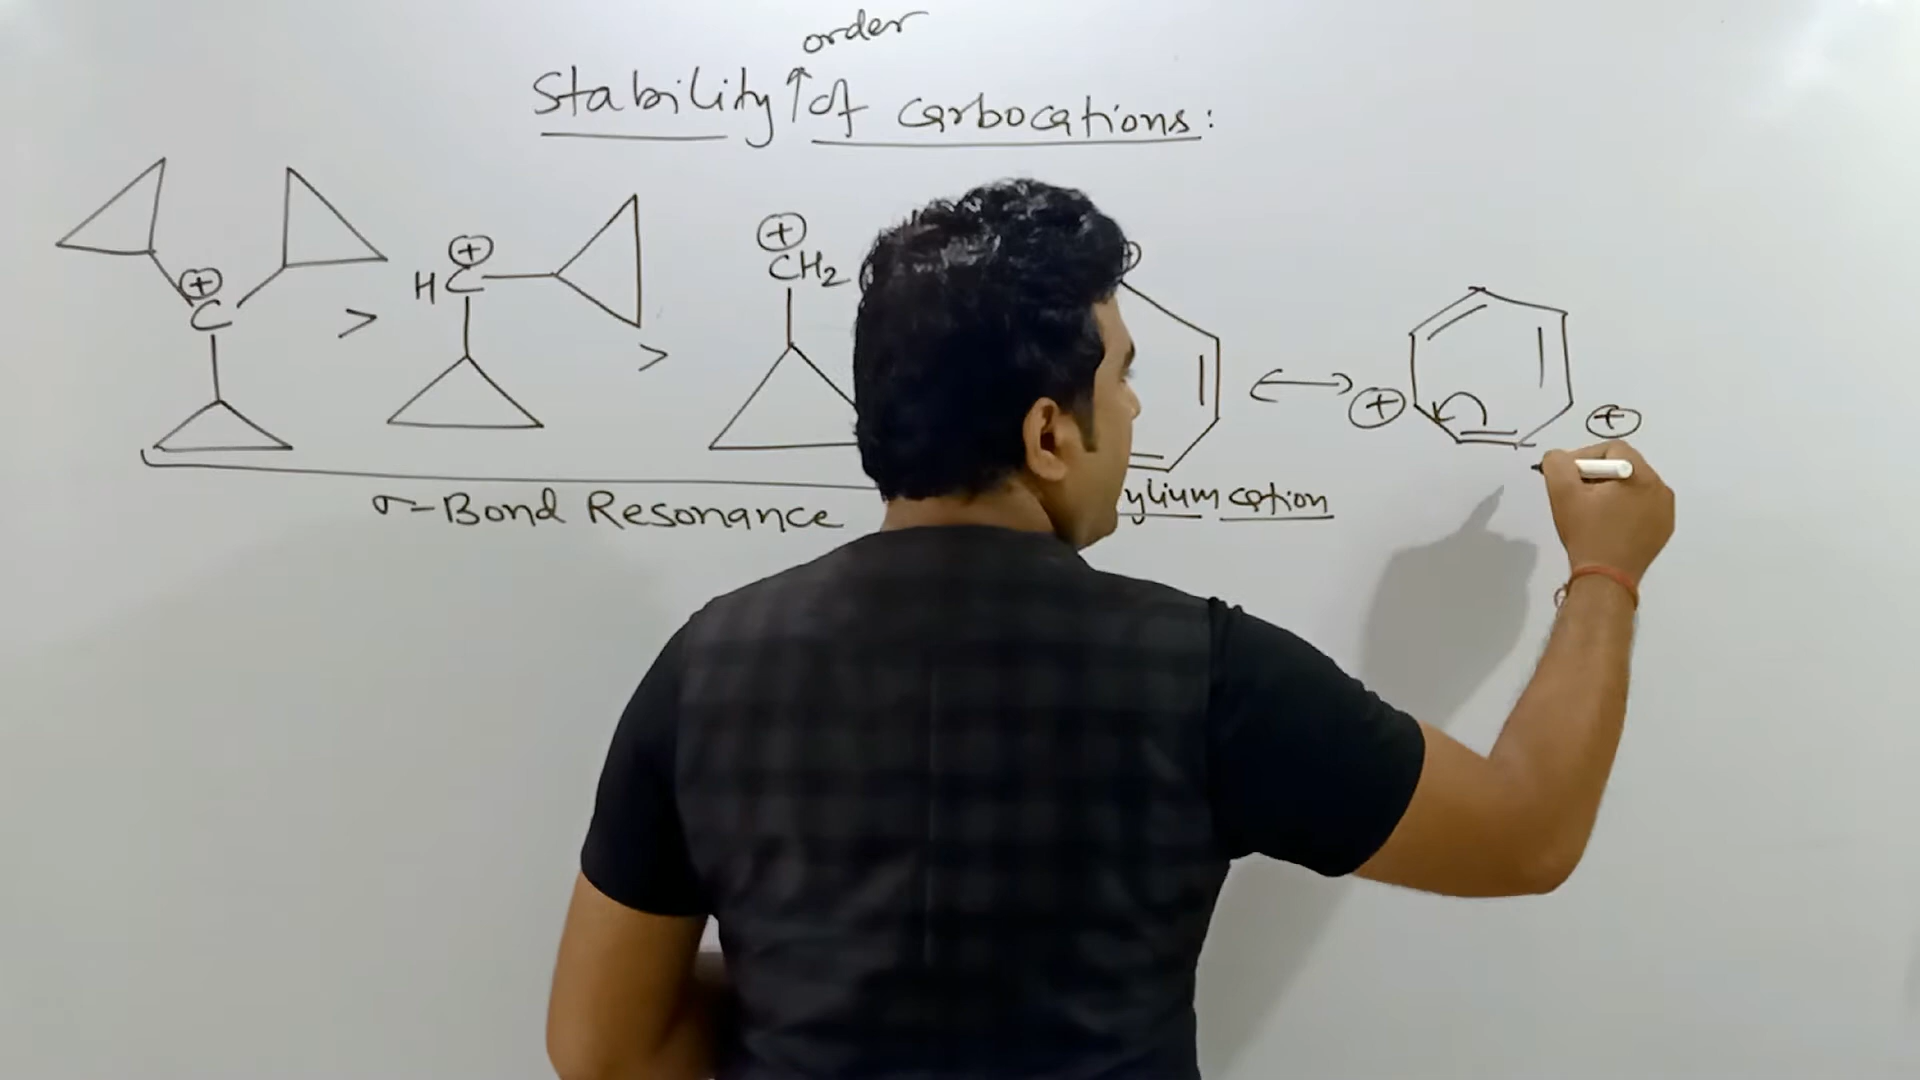 order
Stability ↑ of carbocations:
⊕ C > H C ⊕ > ⊕ CH2 ⊕ ↔ ⊕ ⊕
σ-Bond Resonance ylium cation